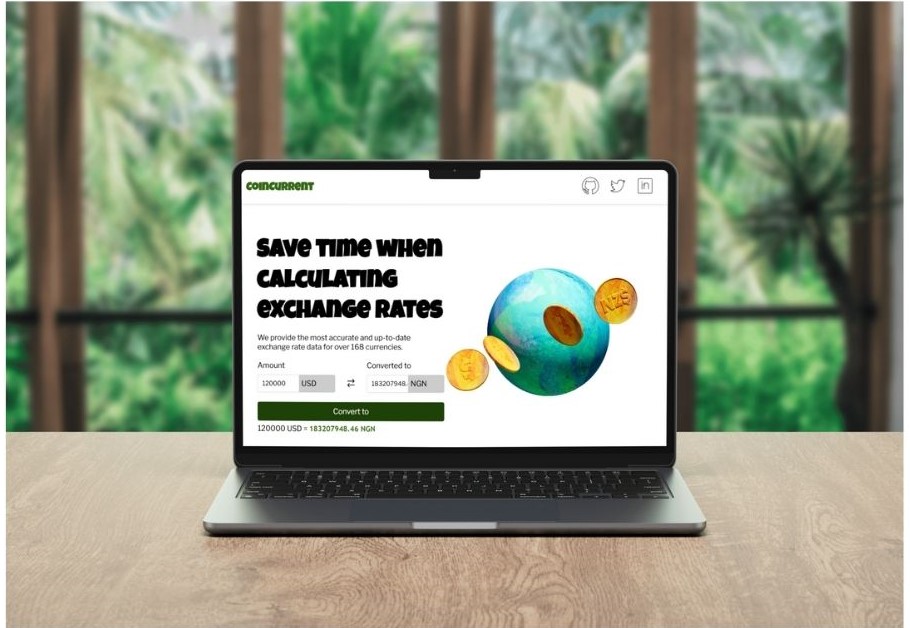 Coincurrent
in
Save Time When
Calculating
Exchange Rates
We provide the most accurate and up-to-date
exchange rate data for over 168 currencies.
Amount Converted to
120000 USD 183207948. NGN
Convert to
120000 USD = 183207948.46 NGN
NZ$